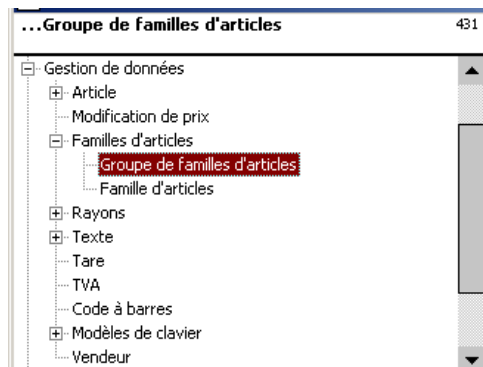 ...Groupe de familles d'articles 431
Gestion de données
Article
Modification de prix
Familles d'articles
Groupe de familles d'articles
Famille d'articles
Rayons
Texte
Tare
TVA
Code à barres
Modèles de clavier
Vendeur